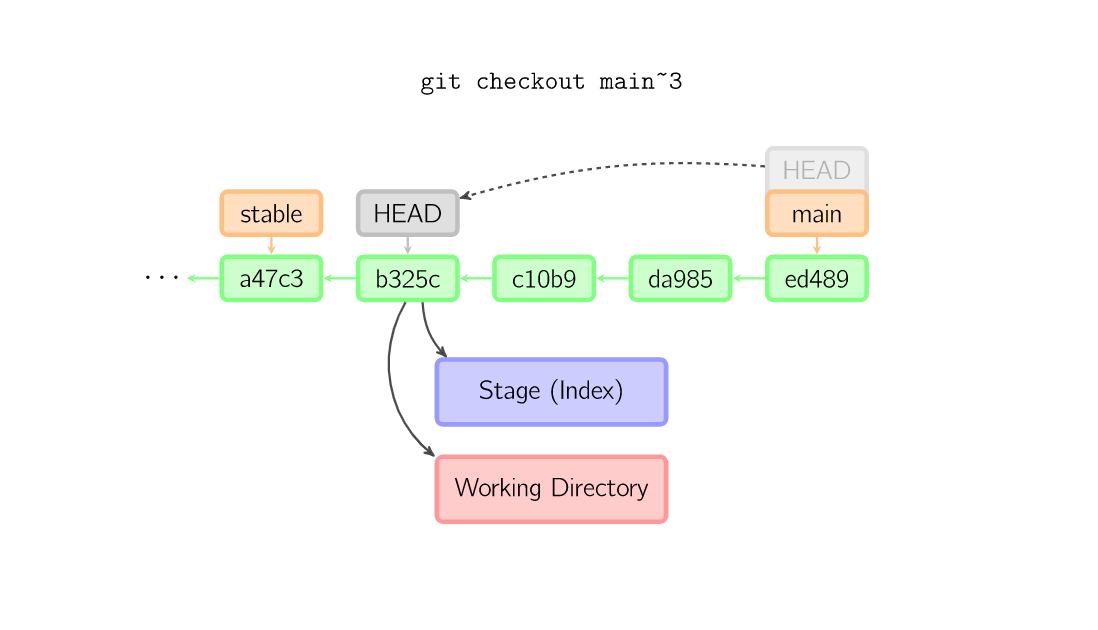 git checkout main~3
HEAD
stable
HEAD
main
...
a47c3
b325c
c10b9
da985
ed489
Stage (Index)
Working Directory